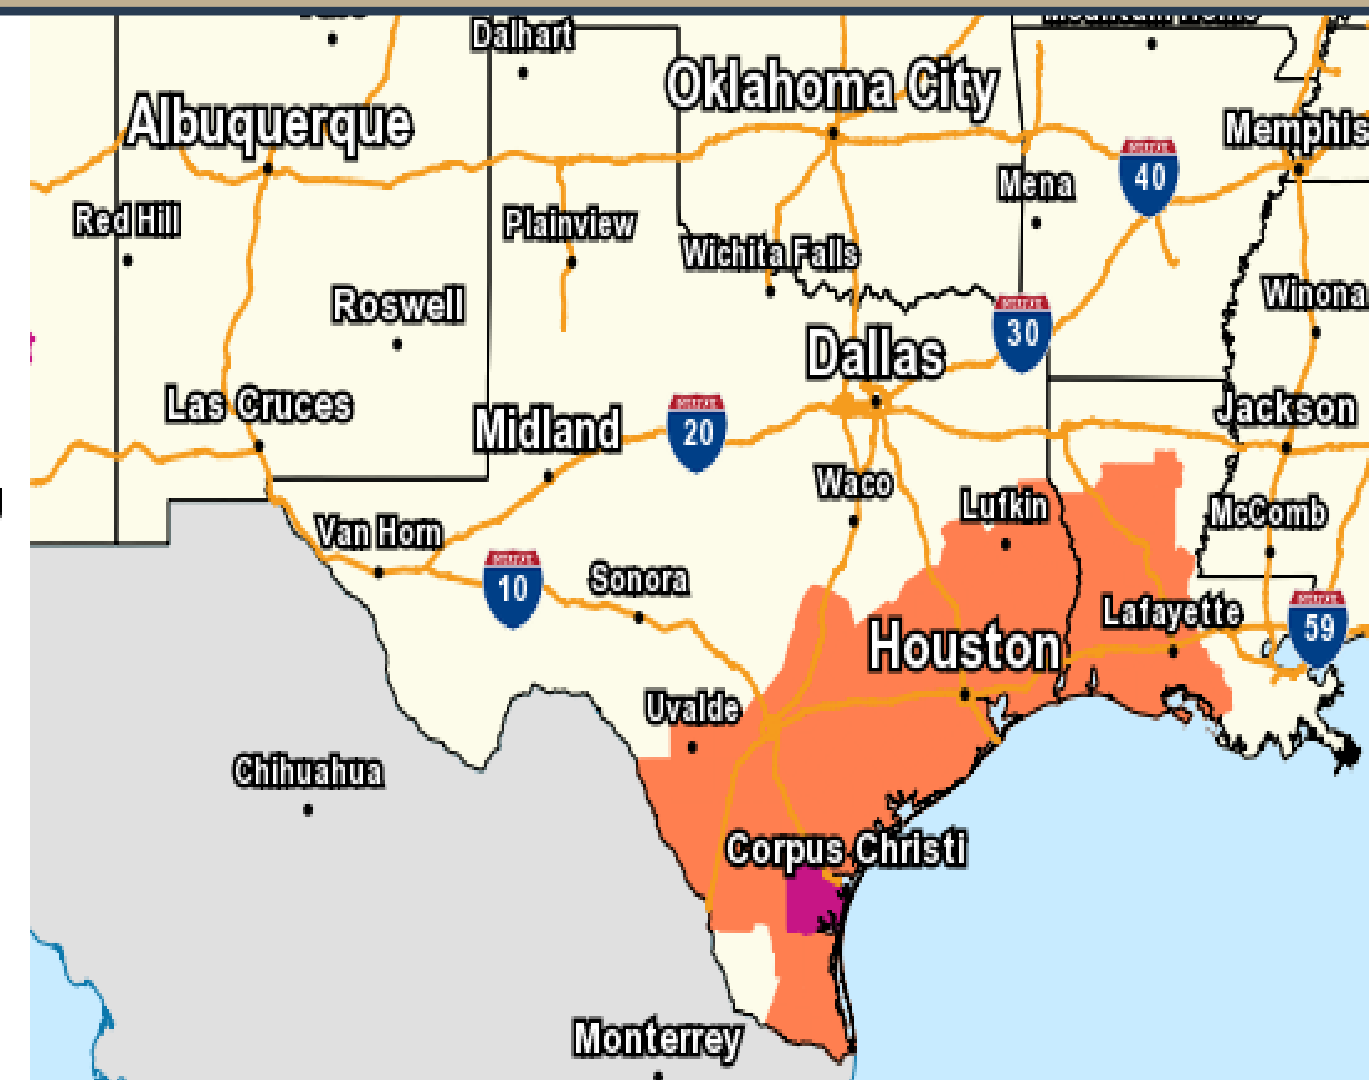 Dalhart
Oklahoma City
Albuquerque
Memphis
40
Mena
Red Hill
Plainview
Wichita Falls
Winona
Roswell
30
Dallas
Las Cruces
Jackson
Midland
20
Waco
Lufkin
McComb
Van Horn
10
Sonora
Lafayette
59
Houston
Uvalde
Chihuahua
Corpus Christi
Monterrey